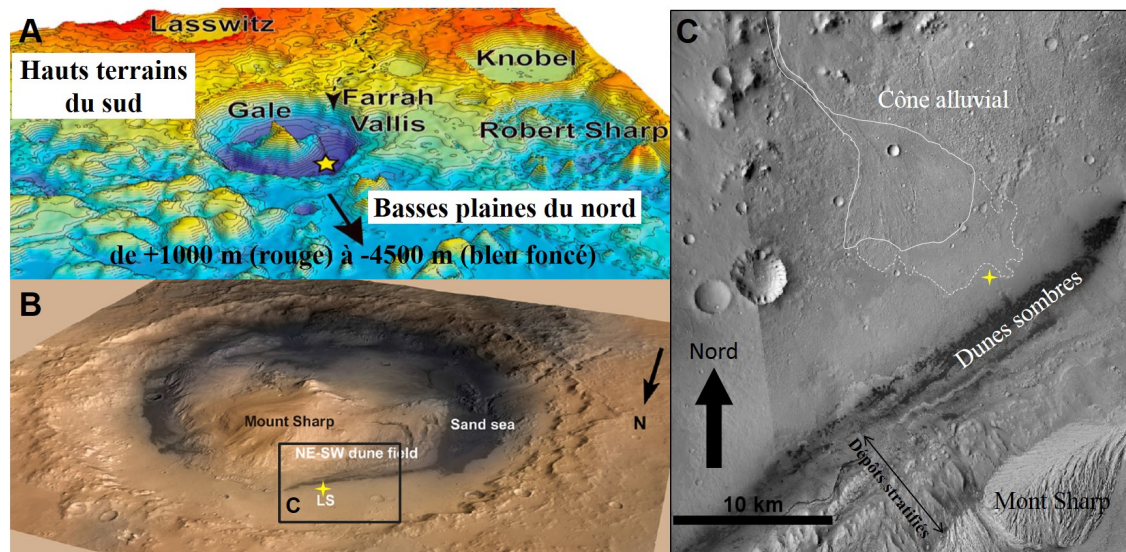 A
Lasswitz
Hauts terrains
du sud
Knobel
Gale
Farrah
Vallis
Robert Sharp
Basses plaines du nord
de +1000 m (rouge) à -4500 m (bleu foncé)
B
Mount Sharp
Sand sea
N
NE-SW dune field
C
LS
C
Cône alluvial
Dunes sombres
Nord
Dépôts stratifiés
10 km
Mont Sharp